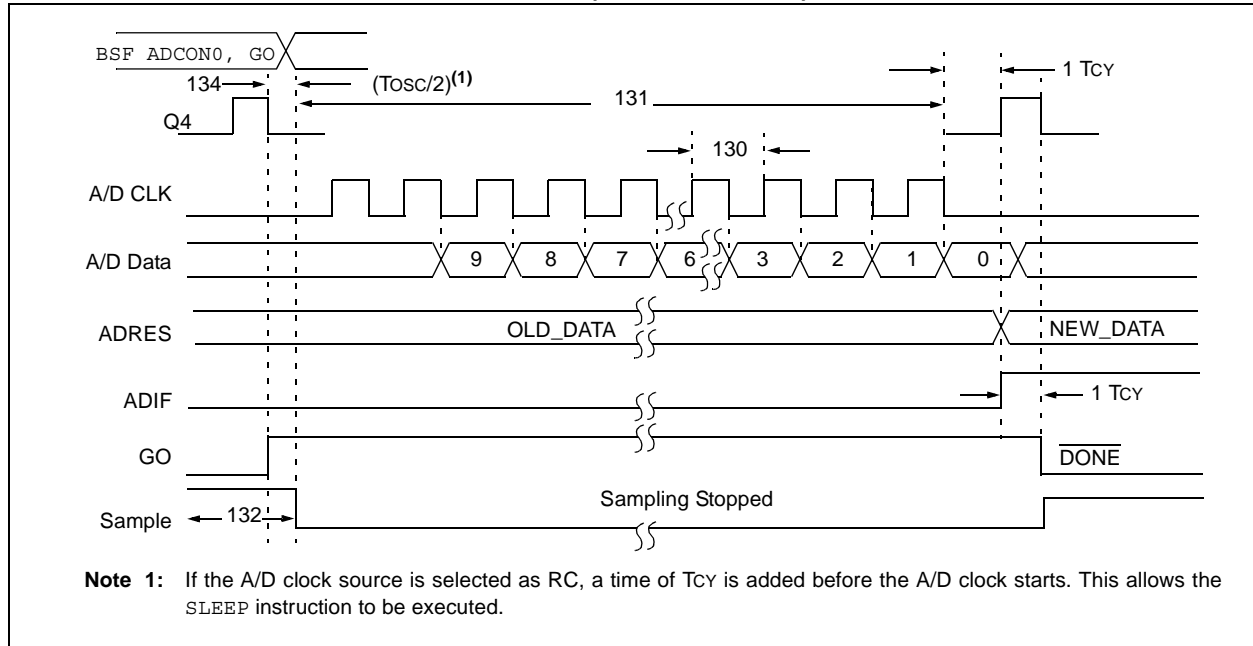 BSF ADCON0, GO
134
(TOSC/2)(1)
131
1 TCY
Q4
130
A/D CLK
A/D Data
9
8
7
6
3
2
1
0
ADRES
OLD_DATA
NEW_DATA
ADIF
1 TCY
GO
DONE
Sample
132
Sampling Stopped
Note 1: If the A/D clock source is selected as RC, a time of TCY is added before the A/D clock starts. This allows the
SLEEP instruction to be executed.